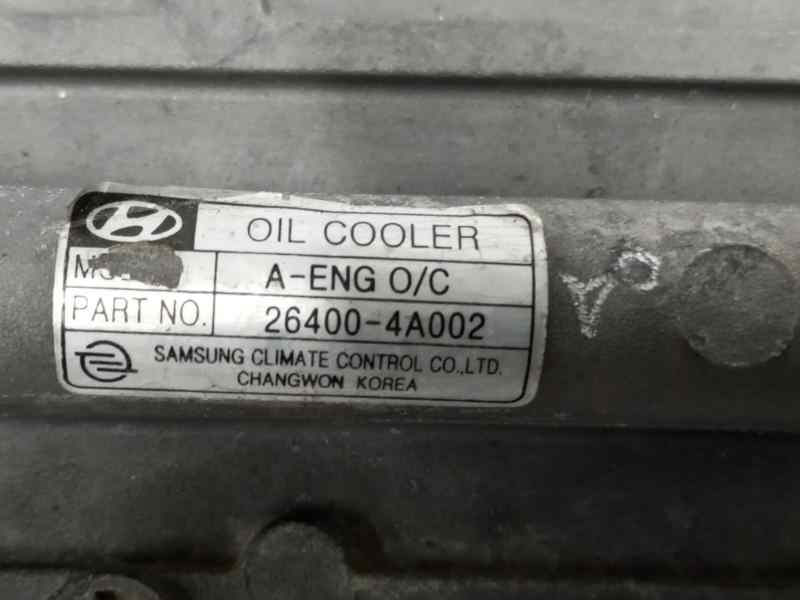 OIL COOLER
A-ENG O/C
PART NO. 26400-4A002
SAMSUNG CLIMATE CONTROL CO.,LTD.
CHANGWON KOREA